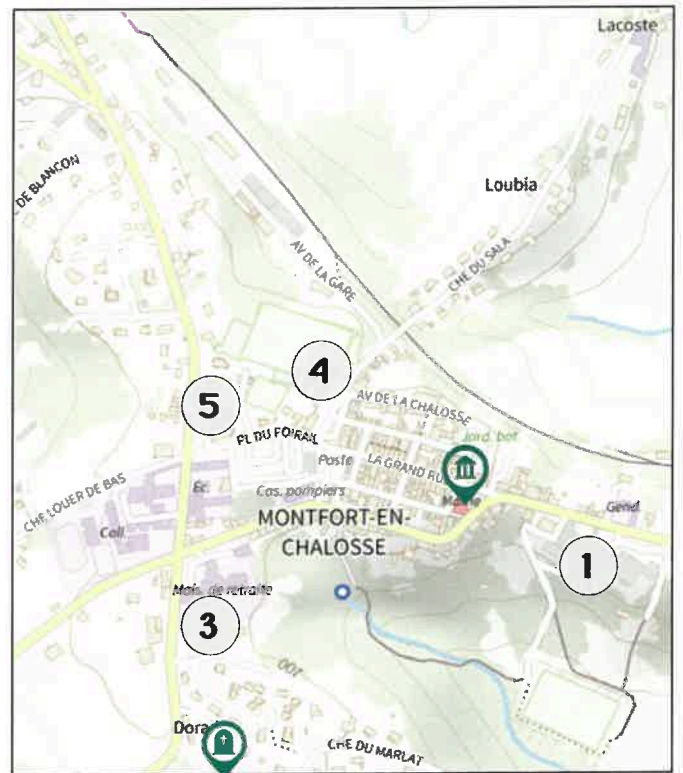 Lacoste
DE BLANCON
Loubia
AV DE LA GARE
CHE DU SALA
4
5
AV DE LA CHALOSSE
PL DU FOIRAIL
Jard. bot
Poste
LA GRAND RU
CHE LOUER DE BAS
Ec.
Cas. pompiers
Coll
MONTFORT-EN-
CHALOSSE
Gend.
1
Mais. de retraite
3
CHE DU MARLAT